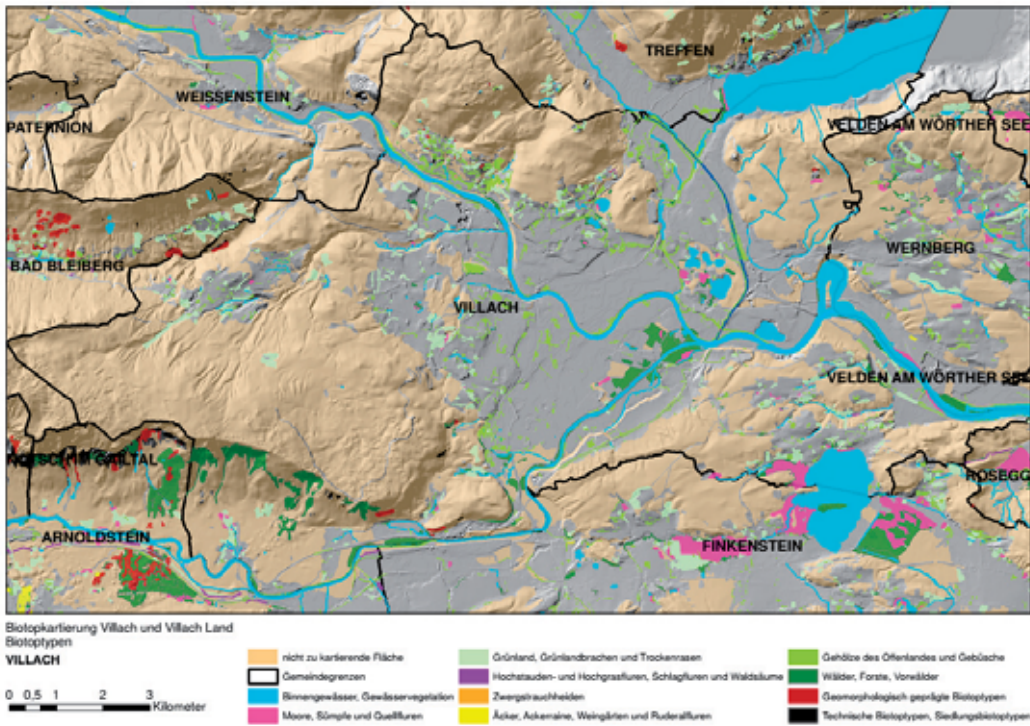 TREFFEN
WEISSENSTEIN
PATERNION
VELDEN AM WÖRTHER SEE
WERNBERG
BAD BLEIBERG
VILLACH
VELDEN AM WÖRTHER SEE
NÖTSCH IM GAILTAL
ROSEGG
ARNOLDSTEIN
FINKENSTEIN
Biotopkartierung Villach und Villach Land
Biotoptypen
VILLACH
0 0,5 1 2 3
Kilometer
nicht zu kartierende Fläche
Gemeindegrenzen
Binnengewässer, Gewässervegetation
Moore, Sümpfe und Quellfluren
Grünland, Grünlandbrachen und Trockenrasen
Hochstauden- und Hochgrasfluren, Schlagfluren und Waldsäume
Zwergstrauchheiden
Äcker, Ackerraine, Weingärten und Ruderalfluren
Gehölze des Offenlandes und Gebüsche
Wälder, Forste, Vorwälder
Geomorphologisch geprägte Biotoptypen
Technische Biotoptypen, Siedlungsbiotoptypen